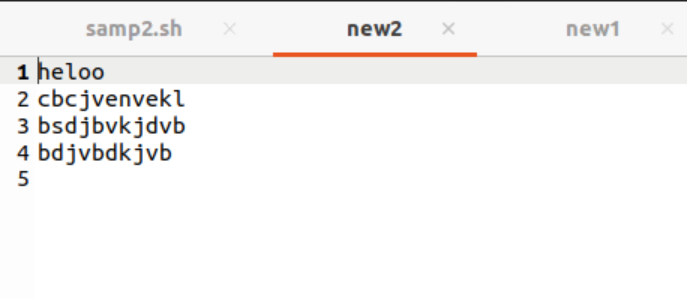 samp2.sh × new2 × new1 ×
1 heloo
2 cbcjvenvekl
3 bsdjbvkjdvb
4 bdjvbdkjvb
5